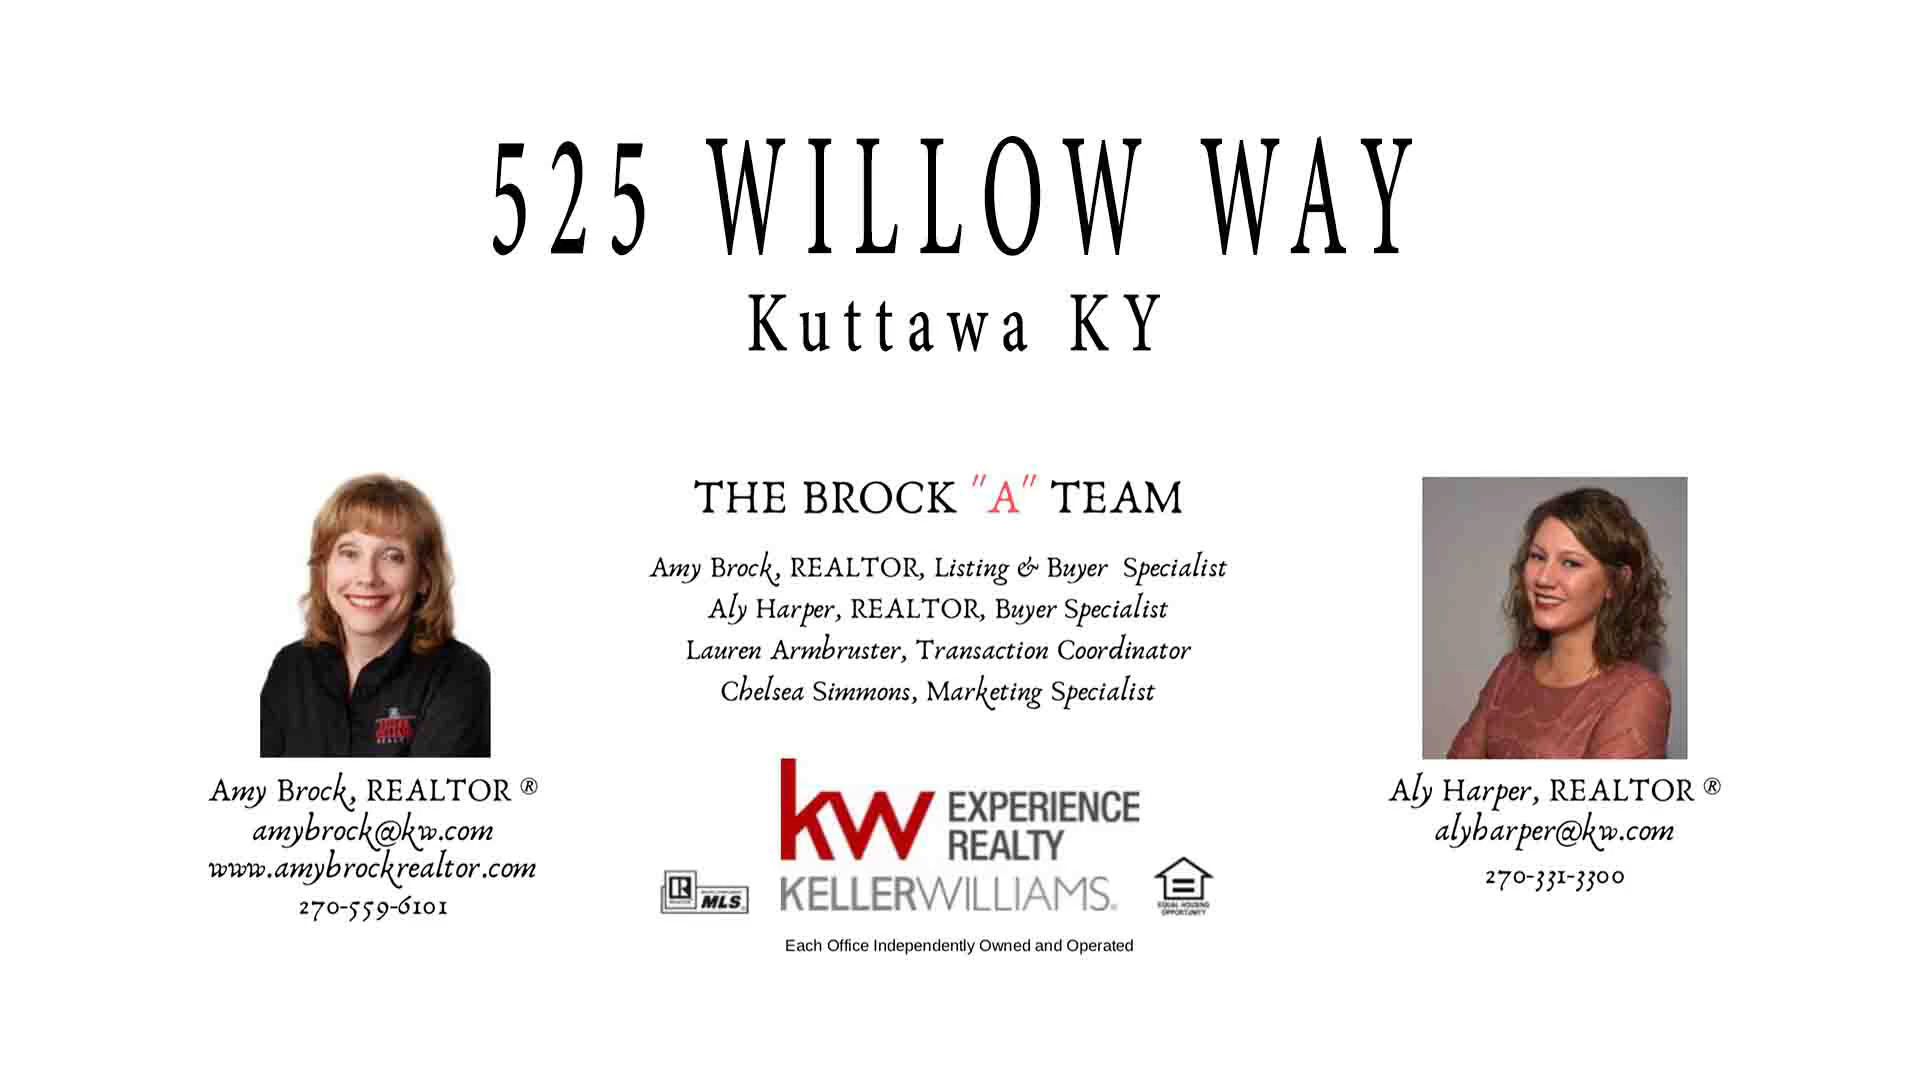 525 WILLOW WAY
Kuttawa KY
THE BROCK "A" TEAM
Amy Brock, REALTOR, Listing & Buyer Specialist
Aly Harper, REALTOR, Buyer Specialist
Lauren Armbruster, Transaction Coordinator
Chelsea Simmons, Marketing Specialist
Amy Brock, REALTOR ®
amybrock@kw.com
www.amybrockrealtor.com
270-559-6101
kw EXPERIENCE
REALTY
KELLERWILLIAMS.
R
MLS
EQUAL HOUSING
OPPORTUNITY
Each Office Independently Owned and Operated
Aly Harper, REALTOR ®
alyharper@kw.com
270-331-3300